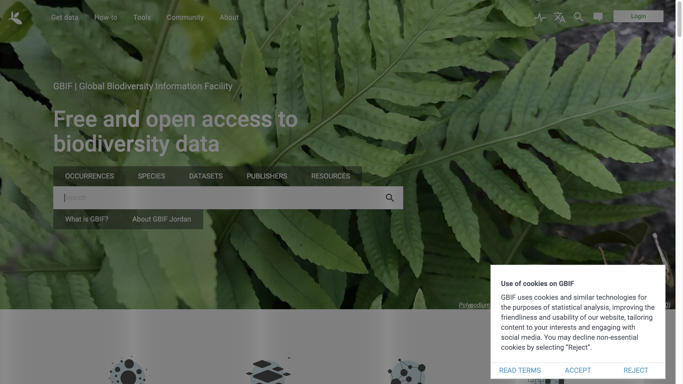 Get data How-to Tools Community About Login
GBIF | Global Biodiversity Information Facility
Free and open access to
biodiversity data
OCCURRENCES SPECIES DATASETS PUBLISHERS RESOURCES
Search
What is GBIF? About GBIF Jordan
Use of cookies on GBIF
GBIF uses cookies and similar technologies for
the purposes of statistical analysis, improving the
friendliness and usability of our website, tailoring
content to your interests and engaging with
social media. You may decline non-essential
cookies by selecting “Reject”.
READ TERMS ACCEPT REJECT